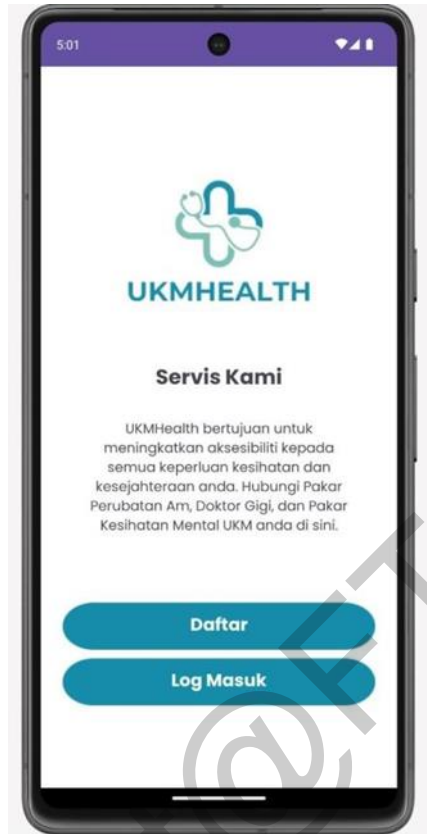 5:01
UKMHEALTH
Servis Kami
UKMHealth bertujuan untuk
meningkatkan aksesibiliti kepada
semua keperluan kesihatan dan
kesejahteraan anda. Hubungi Pakar
Perubatan Am, Doktor Gigi, dan Pakar
Kesihatan Mental UKM anda di sini.
Daftar
Log Masuk